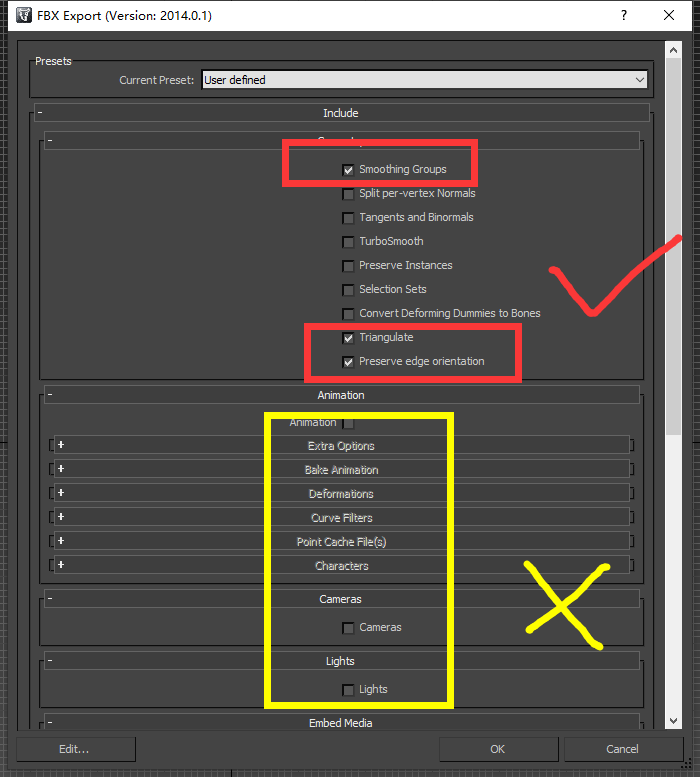 FBX Export (Version: 2014.0.1)
Presets
Current Preset: User defined
Include
Smoothing Groups
Split per-vertex Normals
Tangents and Binormals
TurboSmooth
Preserve Instances
Selection Sets
Convert Deforming Dummies to Bones
Triangulate
Preserve edge orientation
Animation
Animation
Extra Options
Bake Animation
Deformations
Curve Filters
Point Cache File(s)
Characters
Cameras
Cameras
Lights
Lights
Embed Media
Edit... OK Cancel